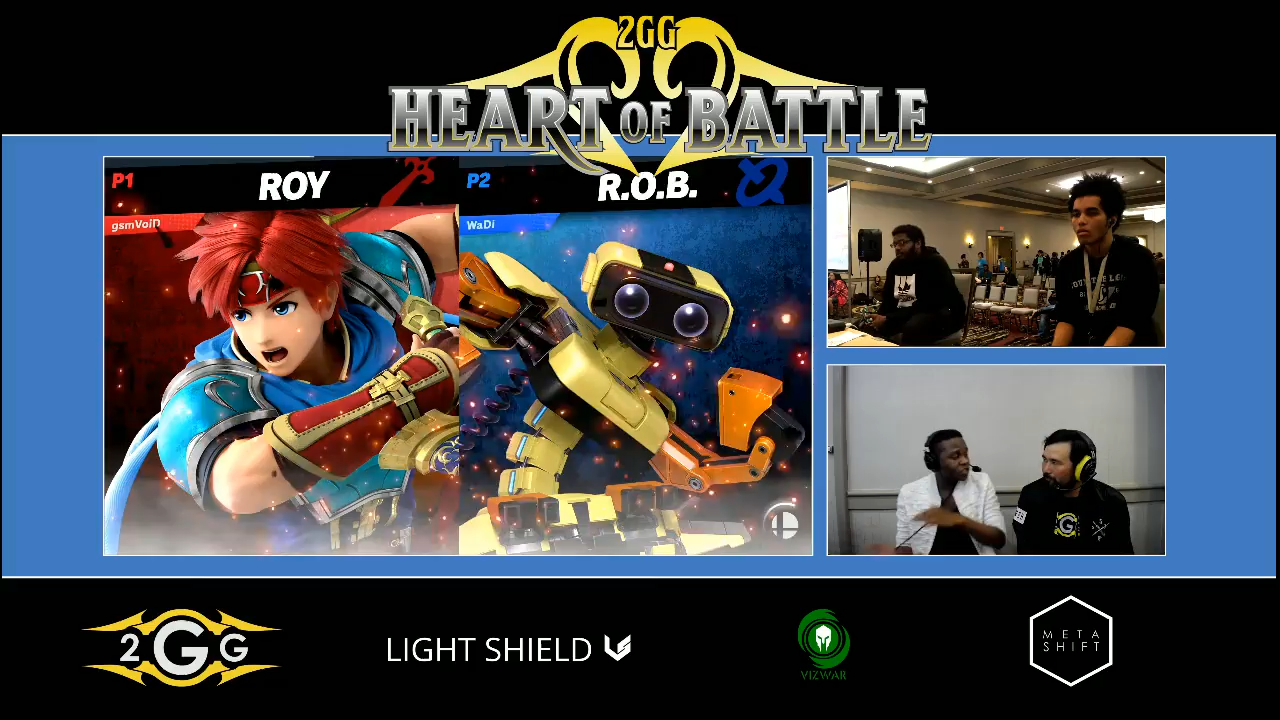 2GG
HEART OF BATTLE
P1
ROY
gsmVoiD
P2
R.O.B.
WaDi
2GG
LIGHT SHIELD
VIZWAR
META
SHIFT